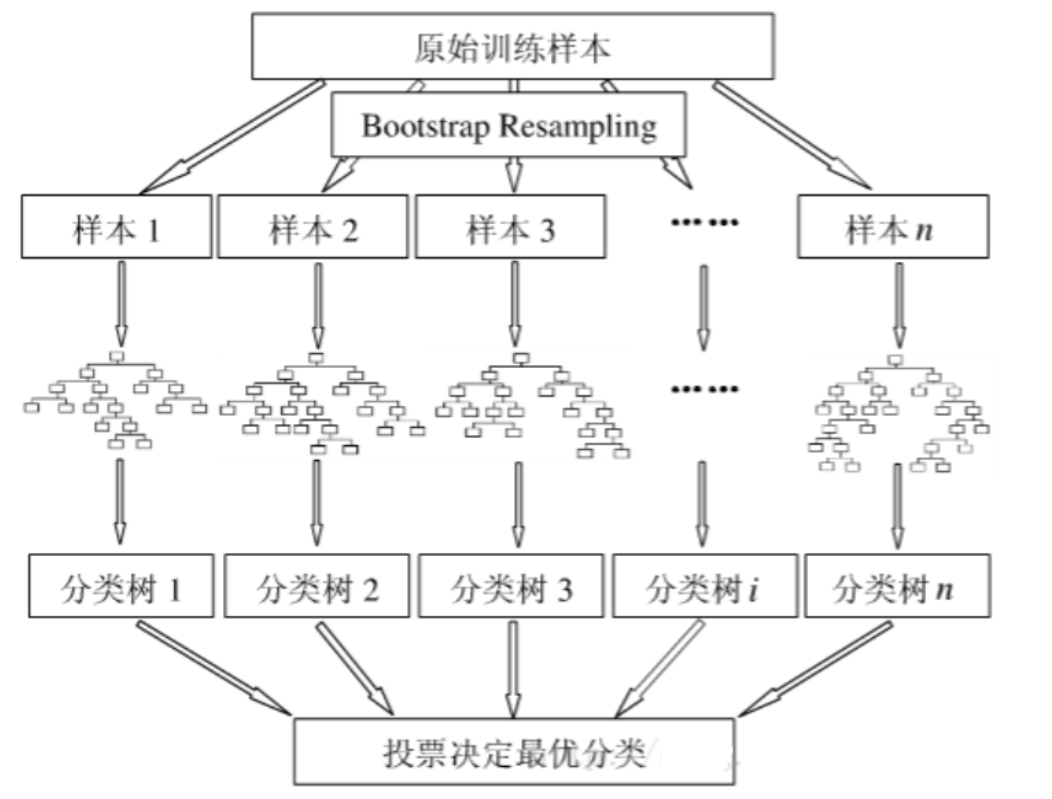 原始训练样本
Bootstrap Resampling
样本 1
样本 2
样本 3
……
样本 n
……
分类树 1
分类树 2
分类树 3
分类树 i
分类树 n
投票决定最优分类